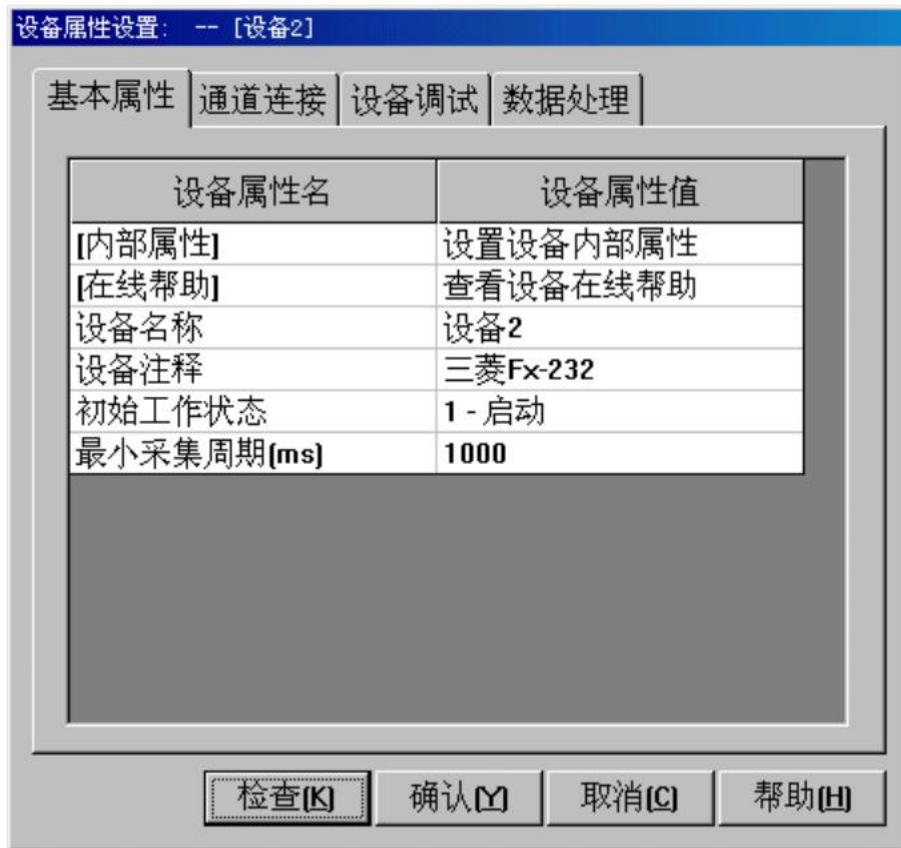 设备属性设置： -- [设备2]
基本属性 通道连接 设备调试 数据处理
设备属性名 设备属性值
[内部属性] 设置设备内部属性
[在线帮助] 查看设备在线帮助
设备名称 设备2
设备注释 三菱Fx-232
初始工作状态 1 - 启动
最小采集周期(ms) 1000
检查(K) 确认(Y) 取消(C) 帮助(H)